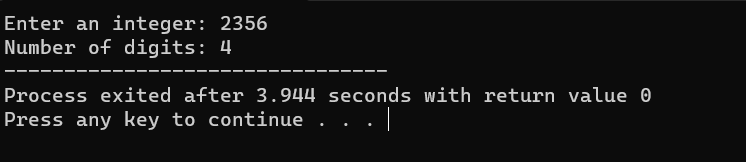 Enter an integer: 2356
Number of digits: 4
--------------------------------
Process exited after 3.944 seconds with return value 0
Press any key to continue . . .